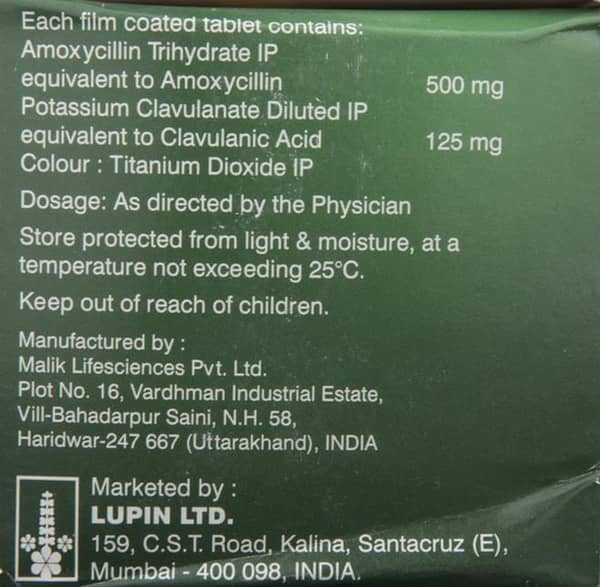 Each film coated tablet contains:
Amoxycillin Trihydrate IP
equivalent to Amoxycillin 500 mg
Potassium Clavulanate Diluted IP
equivalent to Clavulanic Acid 125 mg
Colour : Titanium Dioxide IP
Dosage: As directed by the Physician
Store protected from light & moisture, at a
temperature not exceeding 25°C.
Keep out of reach of children.
Manufactured by :
Malik Lifesciences Pvt. Ltd.
Plot No. 16, Vardhman Industrial Estate,
Vill-Bahadarpur Saini, N.H. 58,
Haridwar-247 667 (Uttarakhand), INDIA
Marketed by :
LUPIN LTD.
159, C.S.T. Road, Kalina, Santacruz (E),
Mumbai - 400 098, INDIA.